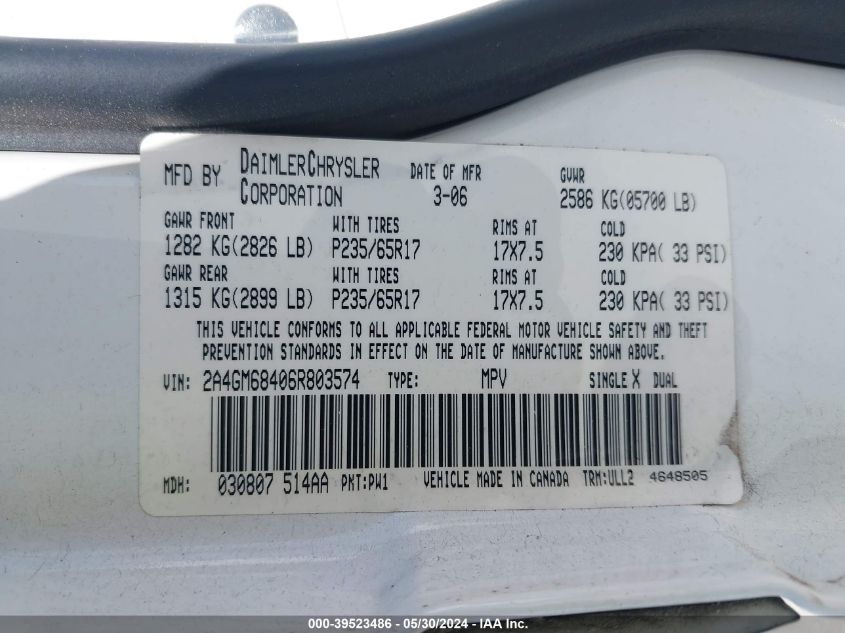 MFD BY DAIMLERCHRYSLER CORPORATION DATE OF MFR 3-06 GVWR 2586 KG(05700 LB)
GAWR FRONT WITH TIRES RIMS AT COLD
1282 KG(2826 LB) P235/65R17 17X7.5 230 KPA( 33 PSI)
GAWR REAR WITH TIRES RIMS AT COLD
1315 KG(2899 LB) P235/65R17 17X7.5 230 KPA( 33 PSI)
THIS VEHICLE CONFORMS TO ALL APPLICABLE FEDERAL MOTOR VEHICLE SAFETY AND THEFT
PREVENTION STANDARDS IN EFFECT ON THE DATE OF MANUFACTURE SHOWN ABOVE.
VIN: 2A4GM68406R803574 TYPE: MPV SINGLE X DUAL
MDH: 030807 514AA PNT:PW1 VEHICLE MADE IN CANADA TRM:ULL2 4648505
000-39523486 - 05/30/2024 - IAA Inc.